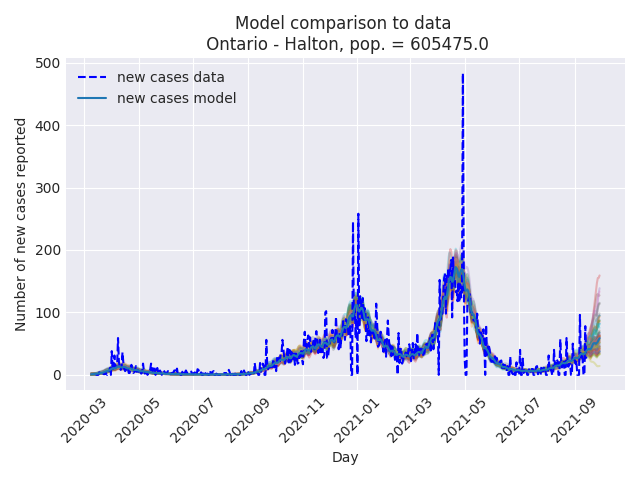 Model comparison to data
Ontario - Halton, pop. = 605475.0
new cases data
new cases model
Number of new cases reported
500
400
300
200
100
0
2020-03
2020-05
2020-07
2020-09
2020-11
2021-01
2021-03
2021-05
2021-07
2021-09
Day